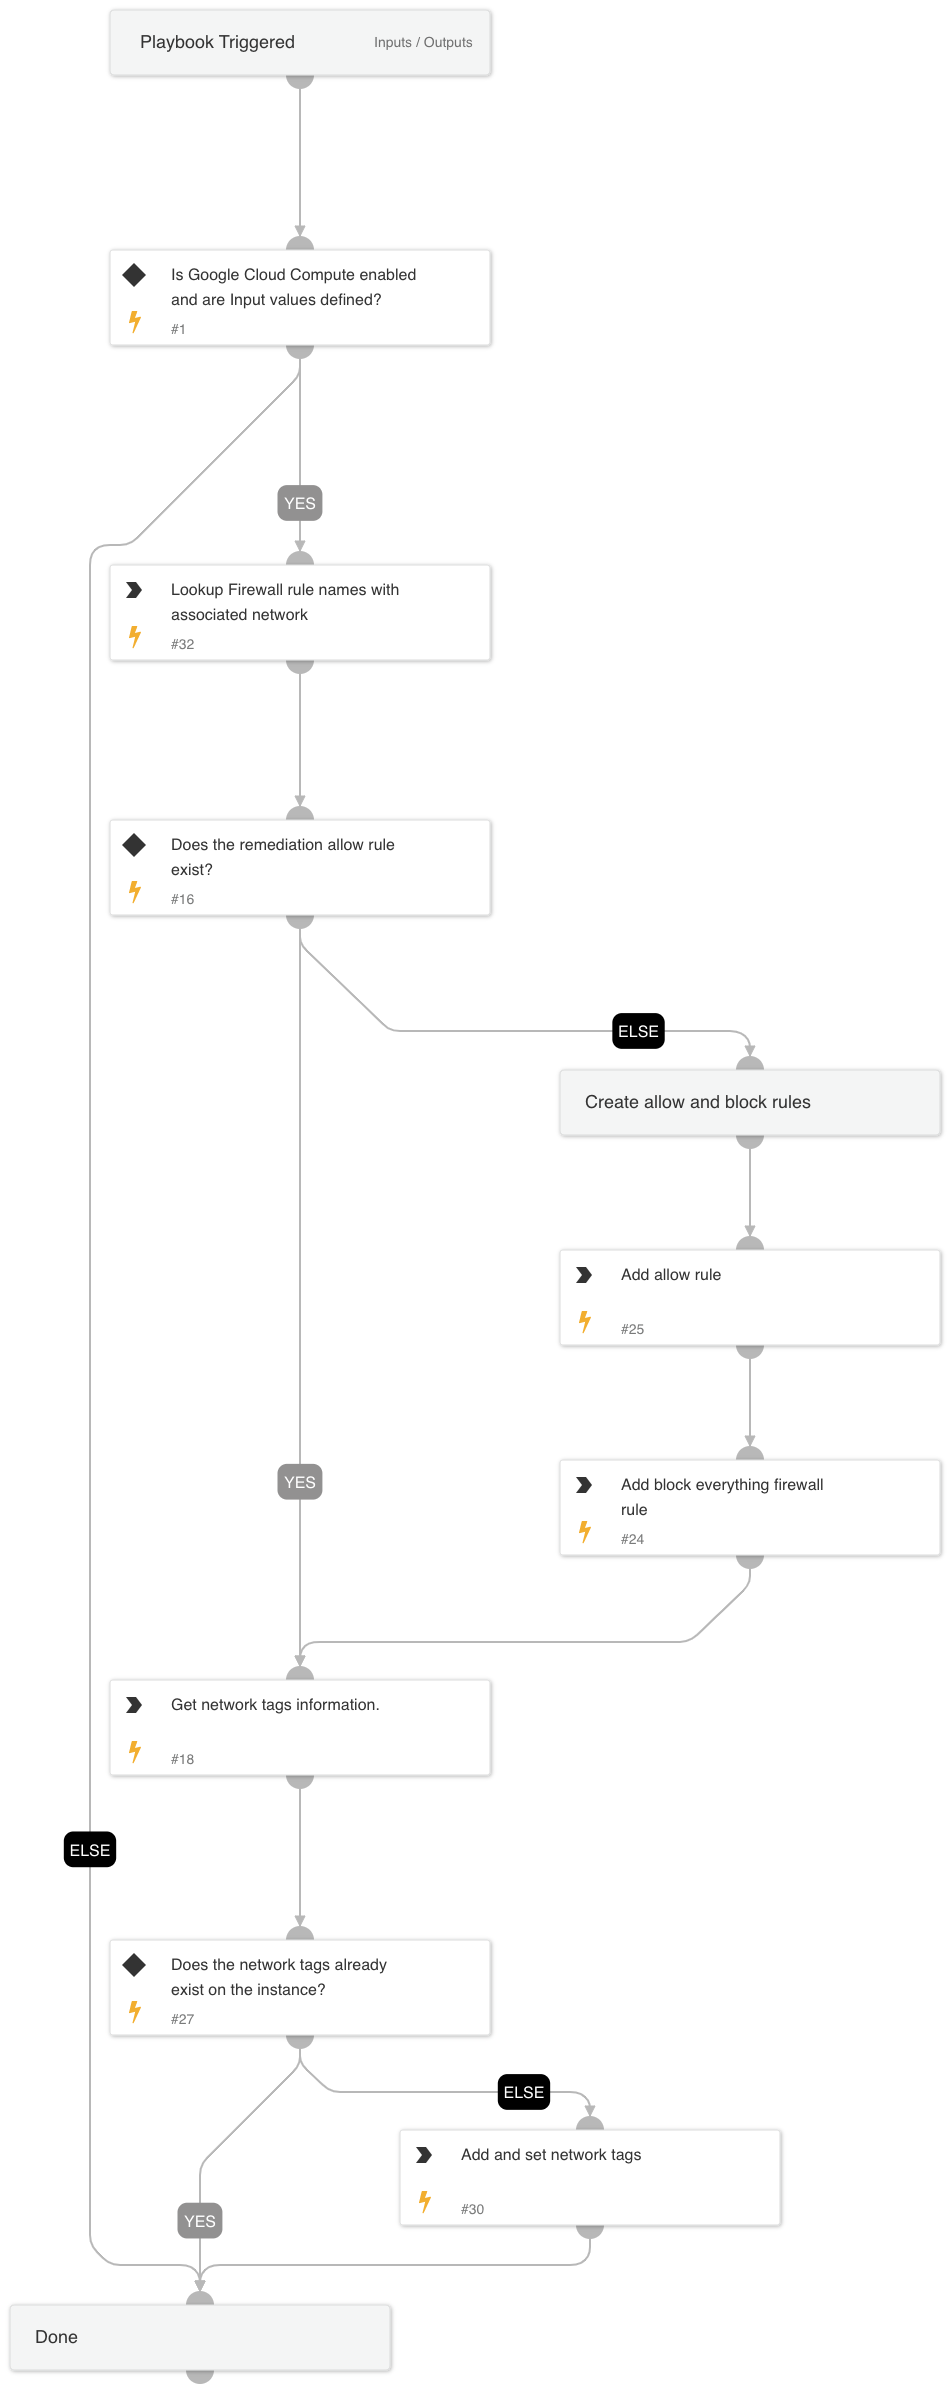 Playbook Triggered
Inputs / Outputs
Is Google Cloud Compute enabled
and are Input values defined?
#1
YES
Lookup Firewall rule names with
associated network
#32
Does the remediation allow rule
exist?
#16
ELSE
Create allow and block rules
Add allow rule
#25
YES
Add block everything firewall
rule
#24
Get network tags information.
#18
ELSE
Does the network tags already
exist on the instance?
#27
ELSE
Add and set network tags
#30
YES
Done